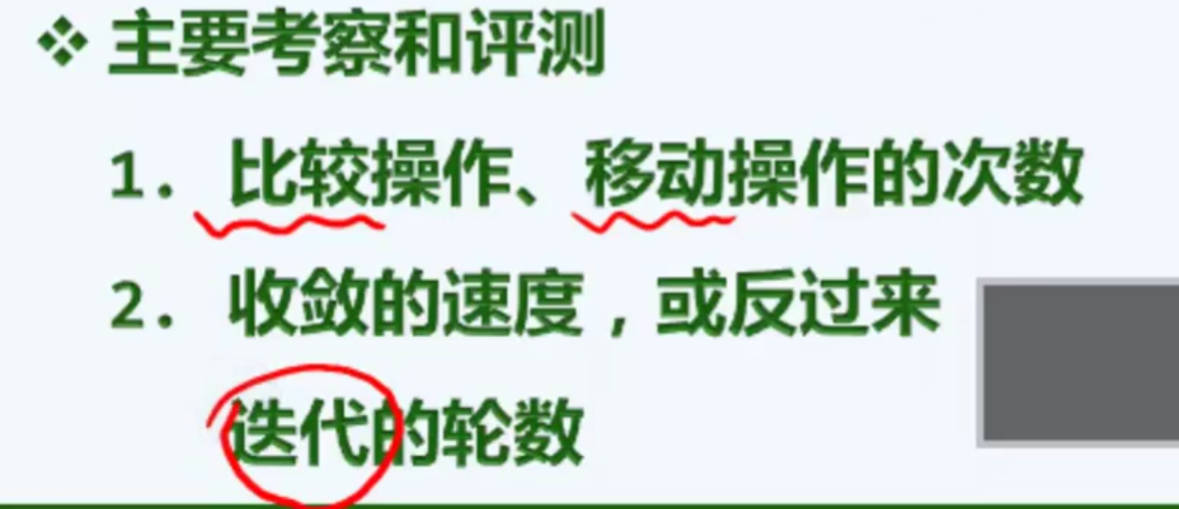 ❖ 主要考察和评测
1. 比较操作、移动操作的次数
2. 收敛的速度，或反过来
迭代的轮数